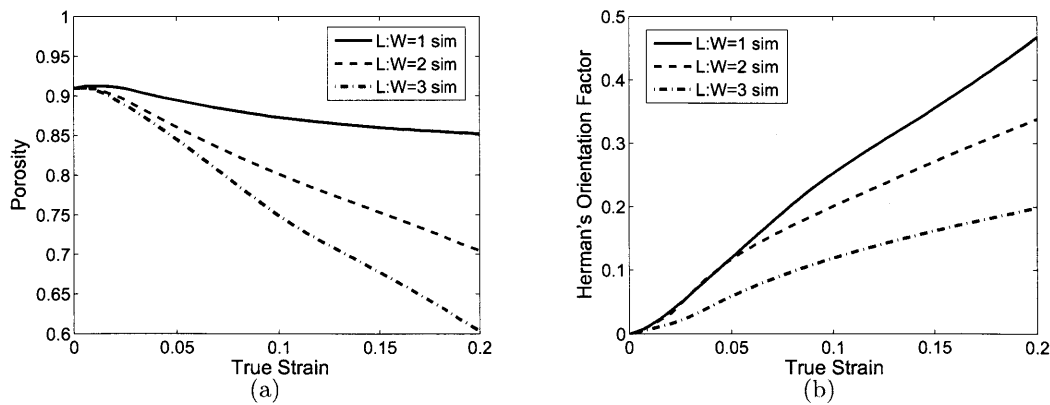 1
0.95
0.9
0.85
0.8
0.75
0.7
0.65
0.6
Porosity
L:W=1 sim
L:W=2 sim
L:W=3 sim
0
0.05
0.1
0.15
0.2
True Strain
(a)
0.5
0.4
0.3
0.2
0.1
0
Herman's Orientation Factor
L:W=1 sim
L:W=2 sim
L:W=3 sim
0
0.05
0.1
0.15
0.2
True Strain
(b)